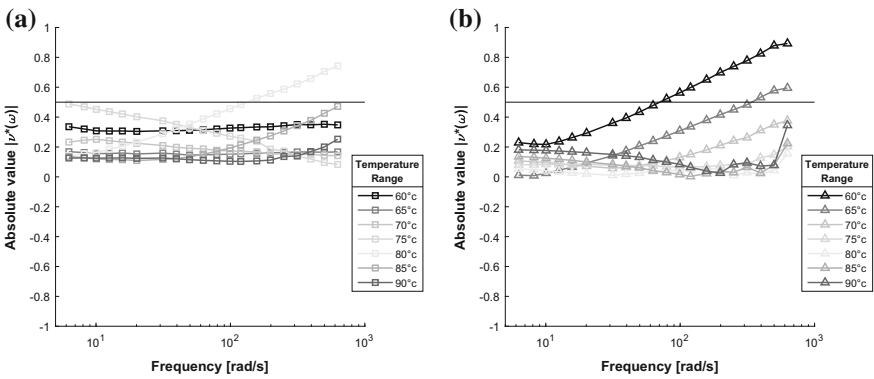 (a)
1
0.8
0.6
0.4
0.2
0
-0.2
-0.4
-0.6
-0.8
-1
Absolute value |ν*(ω)|
10¹
10²
10³
Frequency [rad/s]
Temperature
Range
60°c
65°c
70°c
75°c
80°c
85°c
90°c
(b)
1
0.8
0.6
0.4
0.2
0
-0.2
-0.4
-0.6
-0.8
-1
Absolute value |ν*(ω)|
10¹
10²
10³
Frequency [rad/s]
Temperature
Range
60°c
65°c
70°c
75°c
80°c
85°c
90°c